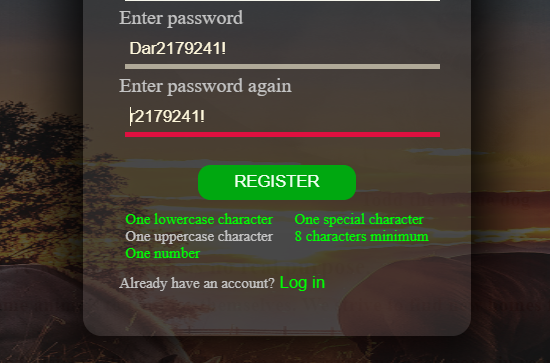 Enter password
Dar2179241!
Enter password again
r2179241!
REGISTER
One lowercase character One special character
One uppercase character 8 characters minimum
One number
Already have an account? Log in